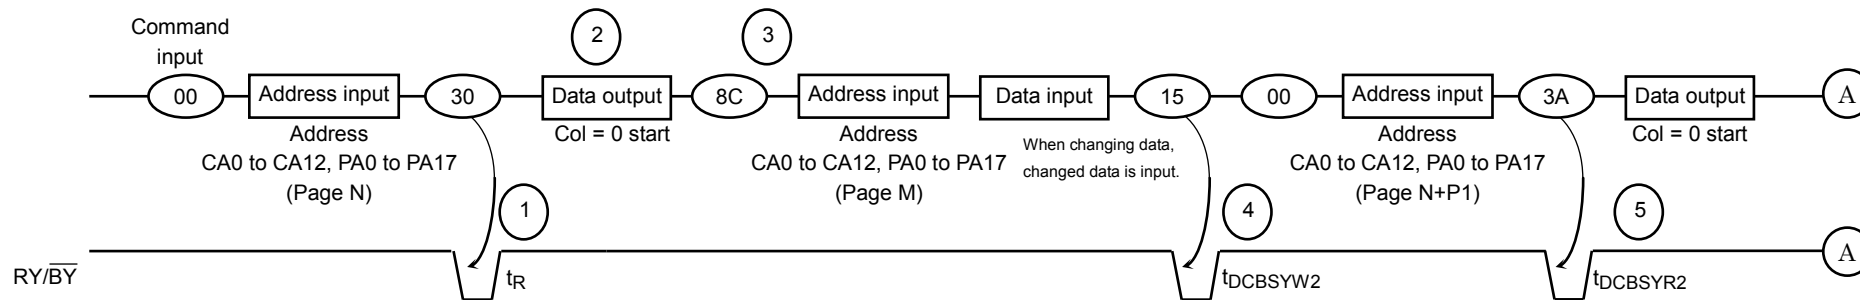 Command
input
2
3
00
Address input
30
Data output
8C
Address input
Data input
15
00
Address input
3A
Data output
A
Address
CA0 to CA12, PA0 to PA17
(Page N)
Col = 0 start
Address
CA0 to CA12, PA0 to PA17
(Page M)
When changing data,
changed data is input.
Address
CA0 to CA12, PA0 to PA17
(Page N+P1)
Col = 0 start
1
4
5
RY/BY
tR
tDCBSYW2
tDCBSYR2
A